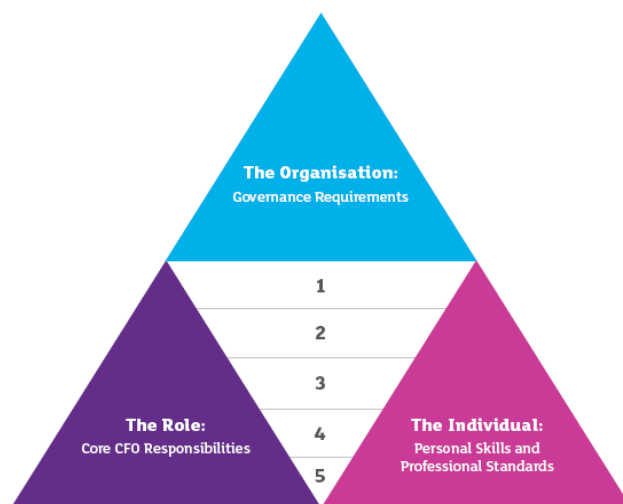 The Organisation:
Governance Requirements
1
2
3
4
5
The Role:
Core CFO Responsibilities
The Individual:
Personal Skills and
Professional Standards